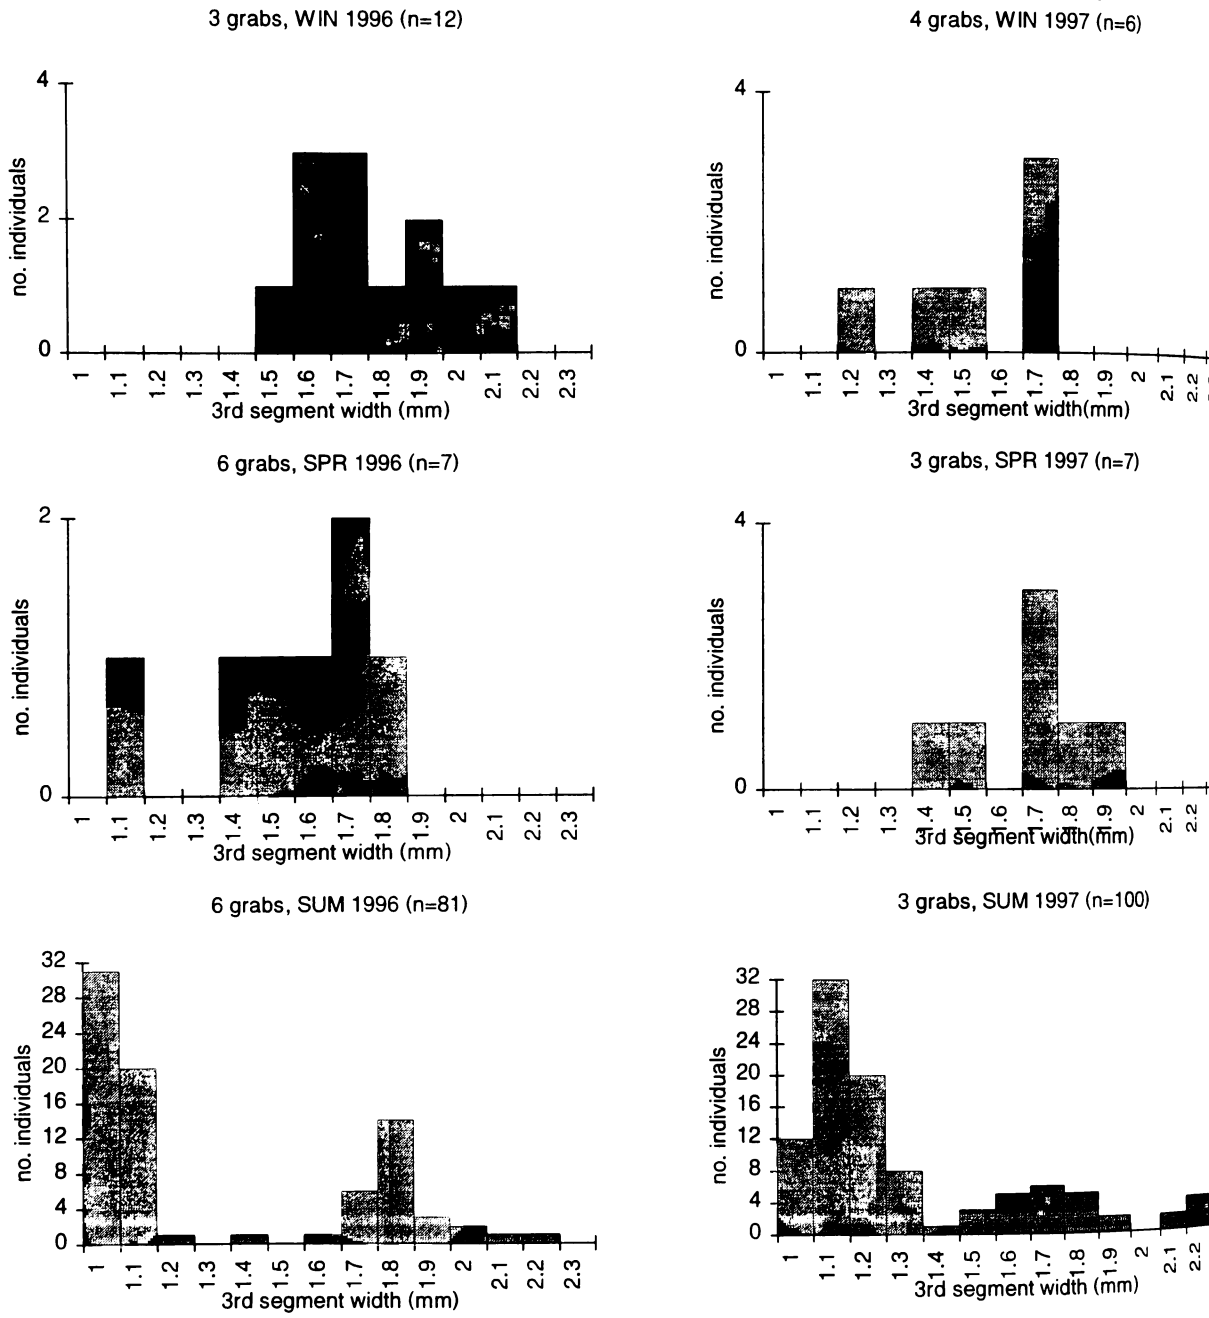 3 grabs, WIN 1996 (n=12)
4
2
0
no. individuals
1 1.1 1.2 1.3 1.4 1.5 1.6 1.7 1.8 1.9 2 2.1 2.2 2.3
3rd segment width (mm)
4 grabs, WIN 1997 (n=6)
4
0
no. individuals
1 1.1 1.2 1.3 1.4 1.5 1.6 1.7 1.8 1.9 2 2.1 2.2
3rd segment width(mm)
6 grabs, SPR 1996 (n=7)
2
0
no. individuals
1 1.1 1.2 1.3 1.4 1.5 1.6 1.7 1.8 1.9 2 2.1 2.2 2.3
3rd segment width (mm)
3 grabs, SPR 1997 (n=7)
4
0
no. individuals
1 1.1 1.2 1.3 1.4 1.5 1.6 1.7 1.8 1.9 2 2.1 2.2
3rd segment width(mm)
6 grabs, SUM 1996 (n=81)
32
28
24
20
16
12
8
4
0
no. individuals
1 1.1 1.2 1.3 1.4 1.5 1.6 1.7 1.8 1.9 2 2.1 2.2 2.3
3rd segment width (mm)
3 grabs, SUM 1997 (n=100)
32
28
24
20
16
12
8
4
0
no. individuals
1 1.1 1.2 1.3 1.4 1.5 1.6 1.7 1.8 1.9 2 2.1 2.2
3rd segment width (mm)